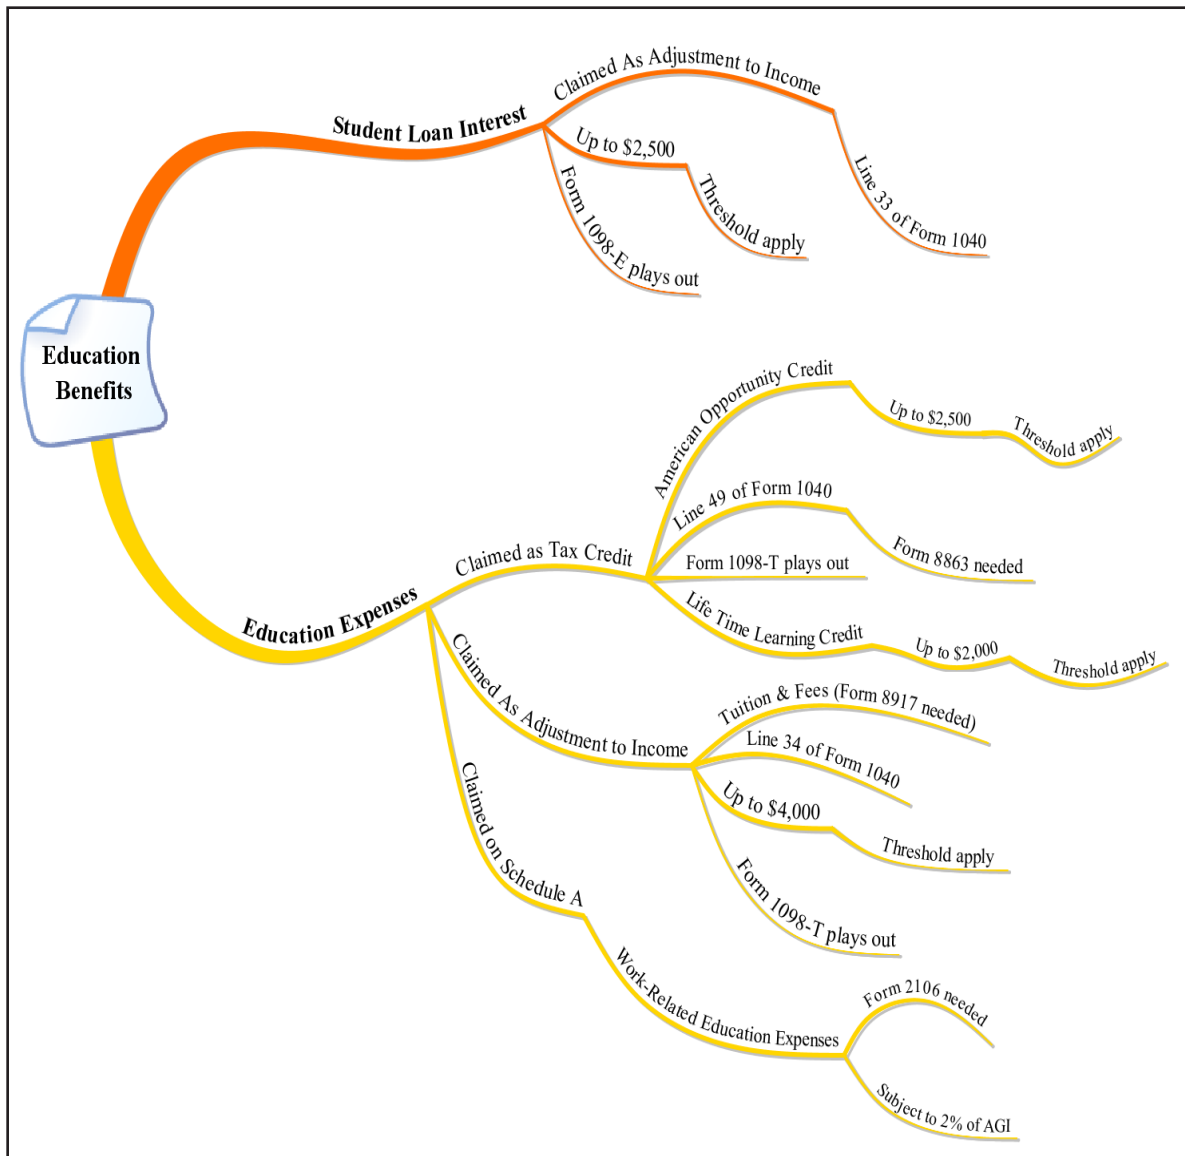 Education
Benefits
Student Loan Interest
Claimed As Adjustment to Income
Line 33 of Form 1040
Up to $2,500
Threshold apply
Form 1098-E plays out
Education Expenses
Claimed as Tax Credit
American Opportunity Credit
Up to $2,500
Threshold apply
Line 49 of Form 1040
Form 8863 needed
Form 1098-T plays out
Life Time Learning Credit
Up to $2,000
Threshold apply
Claimed As Adjustment to Income
Tuition & Fees (Form 8917 needed)
Line 34 of Form 1040
Up to $4,000
Threshold apply
Form 1098-T plays out
Claimed on Schedule A
Work-Related Education Expenses
Form 2106 needed
Subject to 2% of AGI